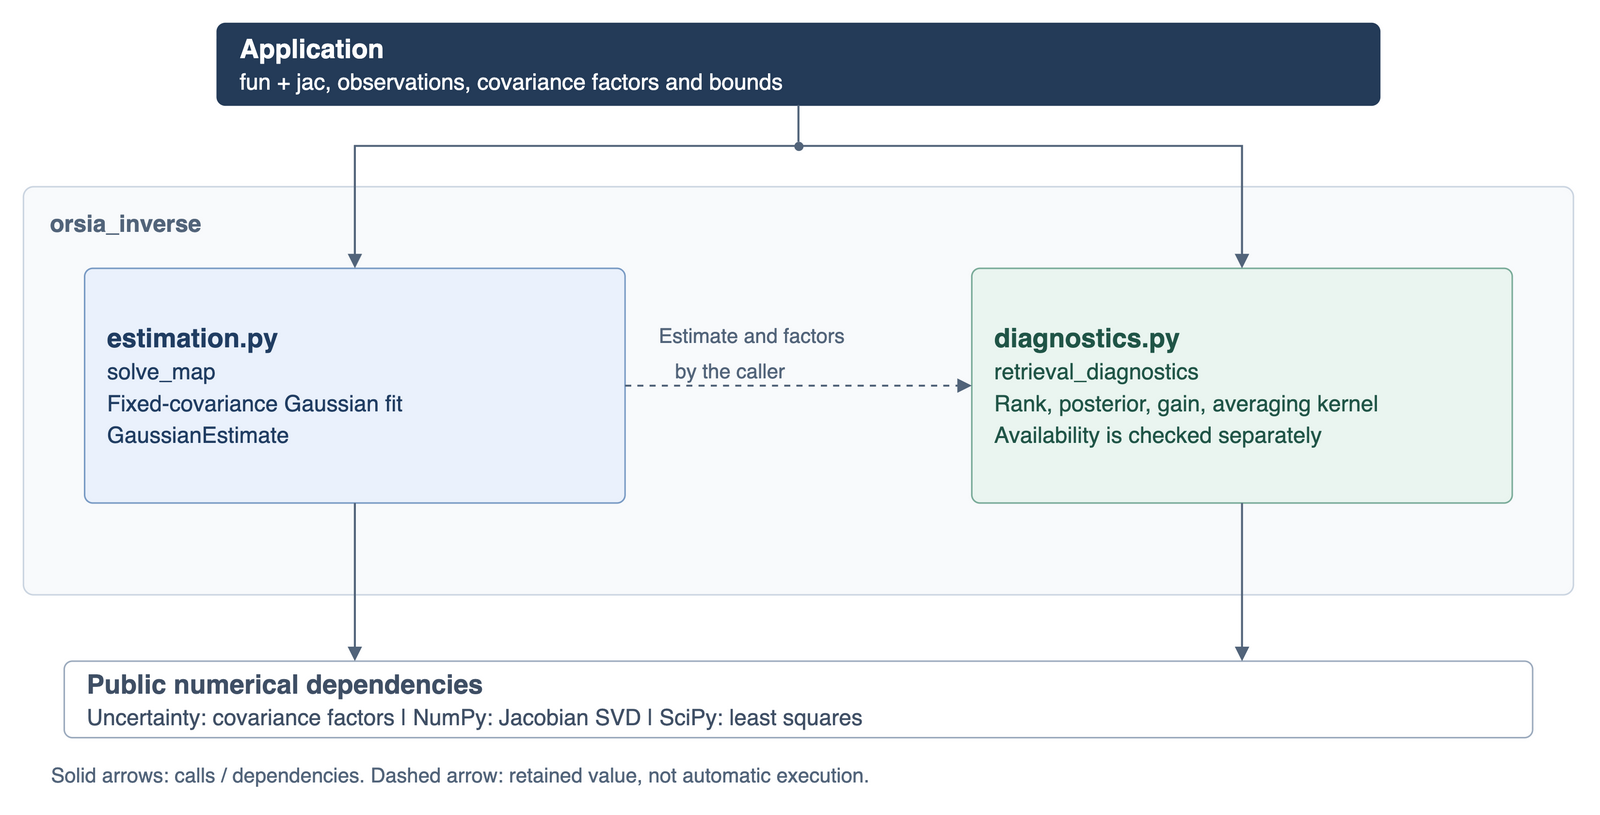 Application
fun + jac, observations, covariance factors and bounds
orsia_inverse
estimation.py
solve_map
Fixed-covariance Gaussian fit
GaussianEstimate
Estimate and factors
by the caller
diagnostics.py
retrieval_diagnostics
Rank, posterior, gain, averaging kernel
Availability is checked separately
Public numerical dependencies
Uncertainty: covariance factors | NumPy: Jacobian SVD | SciPy: least squares
Solid arrows: calls / dependencies. Dashed arrow: retained value, not automatic execution.